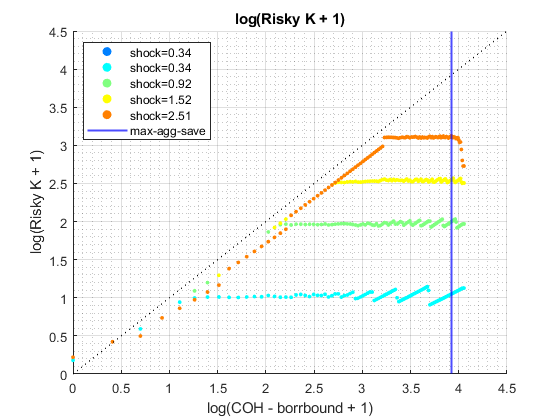 log(Risky K + 1)
4.5
4
3.5
3
2.5
2
1.5
1
0.5
0
log(Risky K + 1)
shock=0.34
shock=0.34
shock=0.92
shock=1.52
shock=2.51
max-agg-save
0 0.5 1 1.5 2 2.5 3 3.5 4 4.5
log(COH - borrbound + 1)